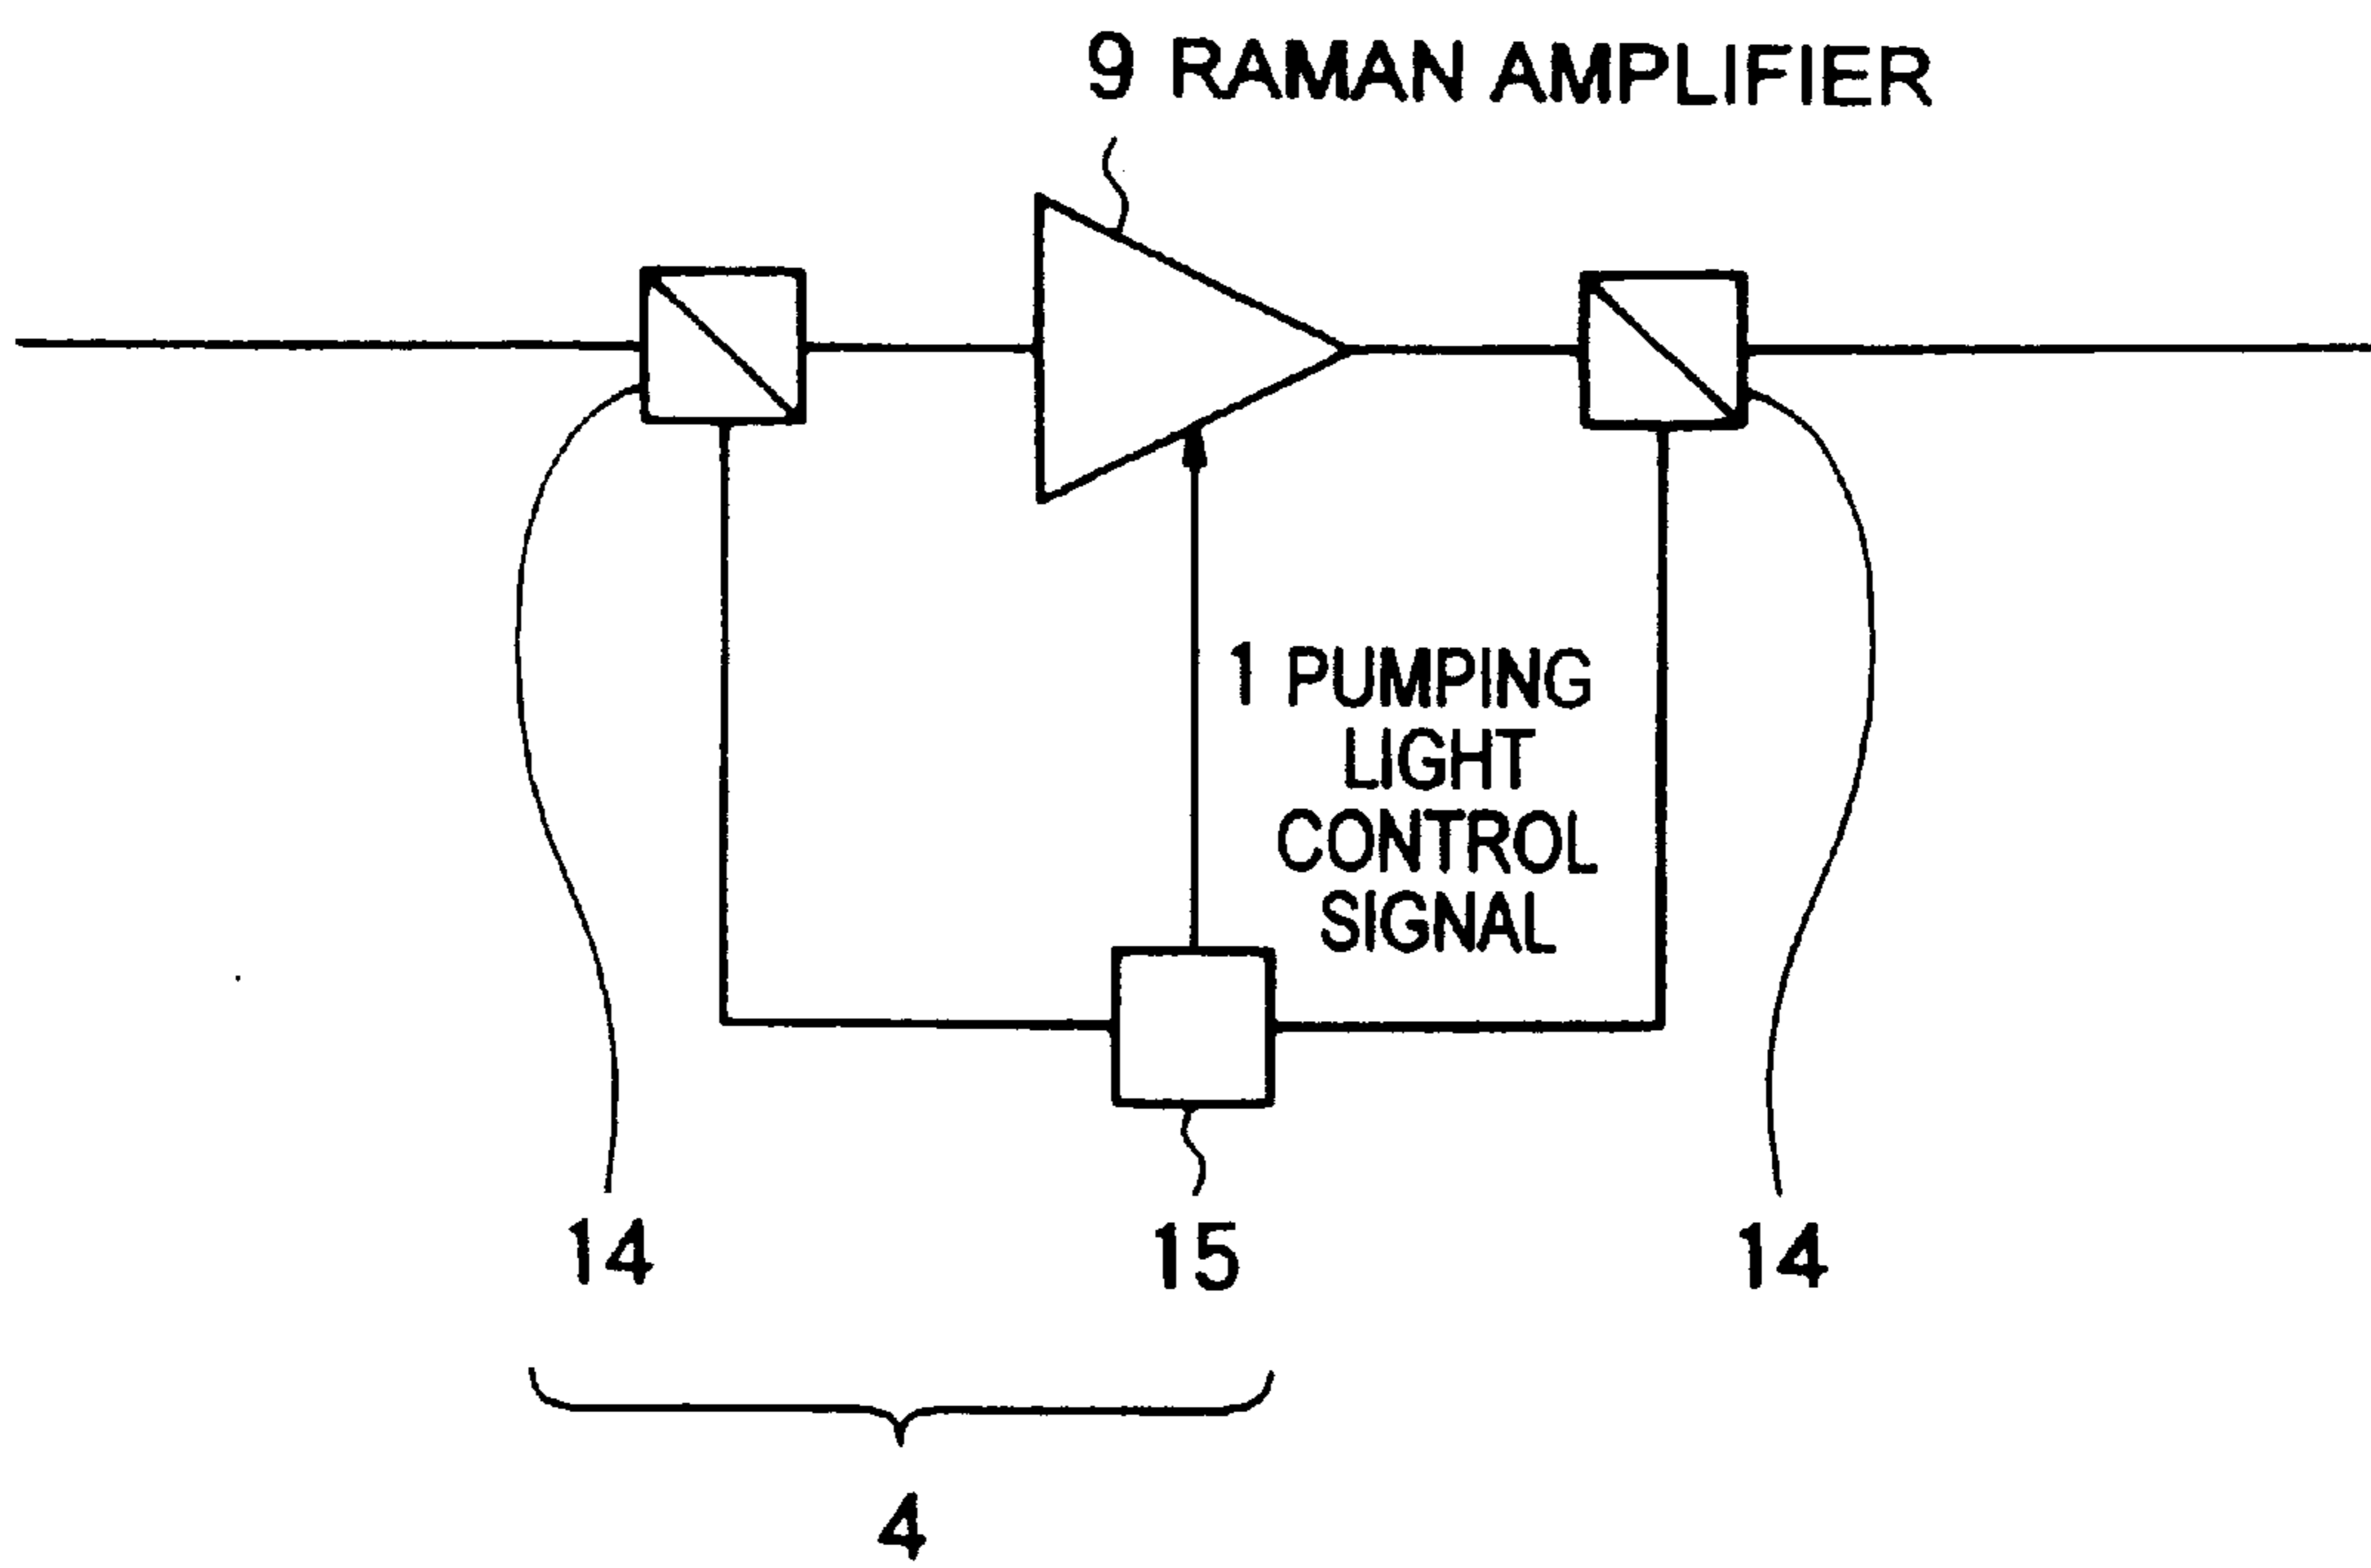 9 RAMAN AMPLIFIER
1 PUMPING
LIGHT
CONTROL
SIGNAL
14
15
14
4